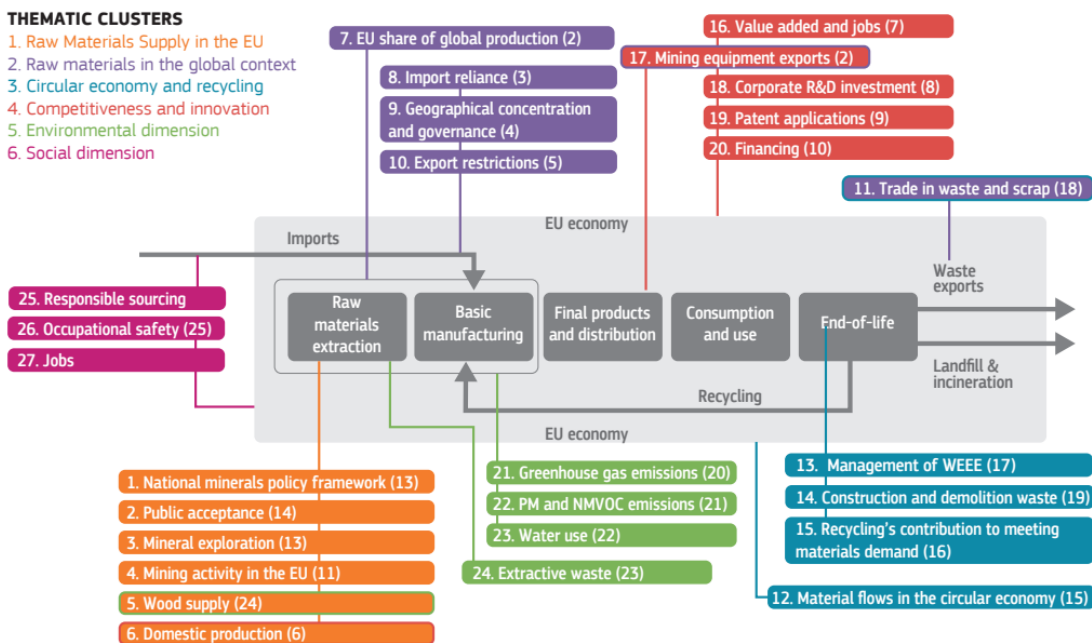 THEMATIC CLUSTERS
1. Raw Materials Supply in the EU
2. Raw materials in the global context
3. Circular economy and recycling
4. Competitiveness and innovation
5. Environmental dimension
6. Social dimension
7. EU share of global production (2)
8. Import reliance (3)
9. Geographical concentration
and governance (4)
10. Export restrictions (5)
16. Value added and jobs (7)
17. Mining equipment exports (2)
18. Corporate R&D investment (8)
19. Patent applications (9)
20. Financing (10)
11. Trade in waste and scrap (18)
EU economy
Imports
25. Responsible sourcing
26. Occupational safety (25)
27. Jobs
Raw
materials
extraction
Basic
manufacturing
Final products
and distribution
Consumption
and use
End-of-life
Waste
exports
Landfill &
incineration
Recycling
EU economy
1. National minerals policy framework (13)
2. Public acceptance (14)
3. Mineral exploration (13)
4. Mining activity in the EU (11)
5. Wood supply (24)
6. Domestic production (6)
21. Greenhouse gas emissions (20)
22. PM and NMVOC emissions (21)
23. Water use (22)
24. Extractive waste (23)
13. Management of WEEE (17)
14. Construction and demolition waste (19)
15. Recycling's contribution to meeting
materials demand (16)
12. Material flows in the circular economy (15)